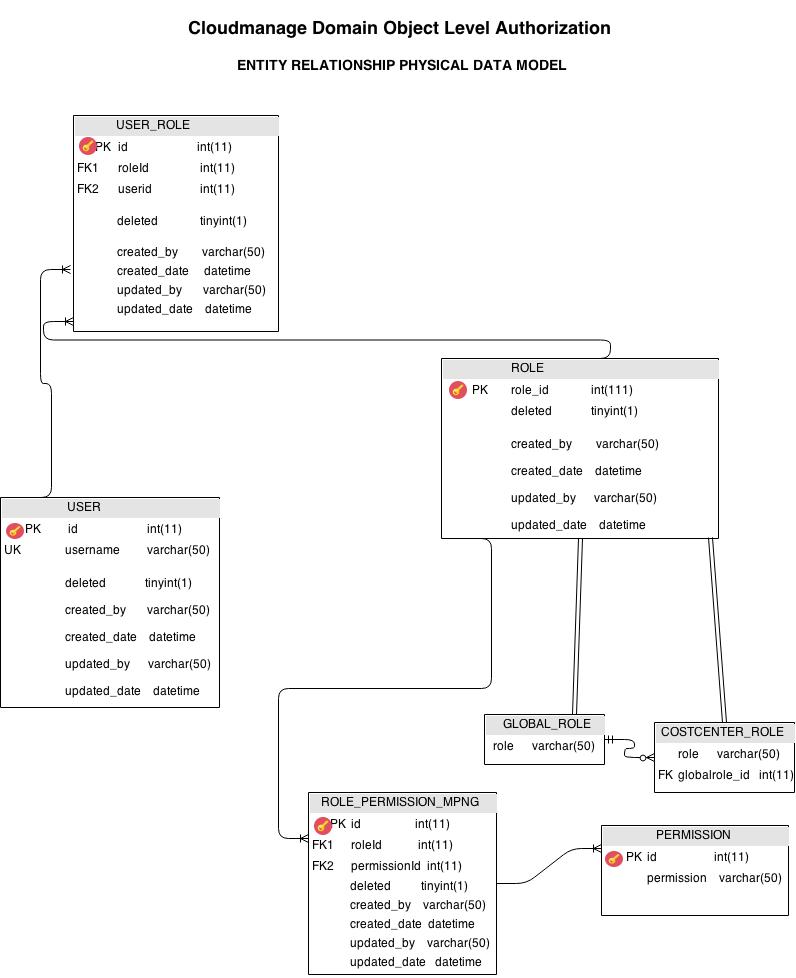 Cloudmanage Domain Object Level Authorization
ENTITY RELATIONSHIP PHYSICAL DATA MODEL
USER_ROLE
PK id int(11)
FK1 roleId int(11)
FK2 userid int(11)
deleted tinyint(1)
created_by varchar(50)
created_date datetime
updated_by varchar(50)
updated_date datetime
ROLE
PK role_id int(111)
deleted tinyint(1)
created_by varchar(50)
created_date datetime
updated_by varchar(50)
updated_date datetime
USER
PK id int(11)
UK username varchar(50)
deleted tinyint(1)
created_by varchar(50)
created_date datetime
updated_by varchar(50)
updated_date datetime
GLOBAL_ROLE
role varchar(50)
COSTCENTER_ROLE
role varchar(50)
FK globalrole_id int(11)
ROLE_PERMISSION_MPNG
PK id int(11)
FK1 roleId int(11)
FK2 permissionId int(11)
deleted tinyint(1)
created_by varchar(50)
created_date datetime
updated_by varchar(50)
updated_date datetime
PERMISSION
PK id int(11)
permission varchar(50)